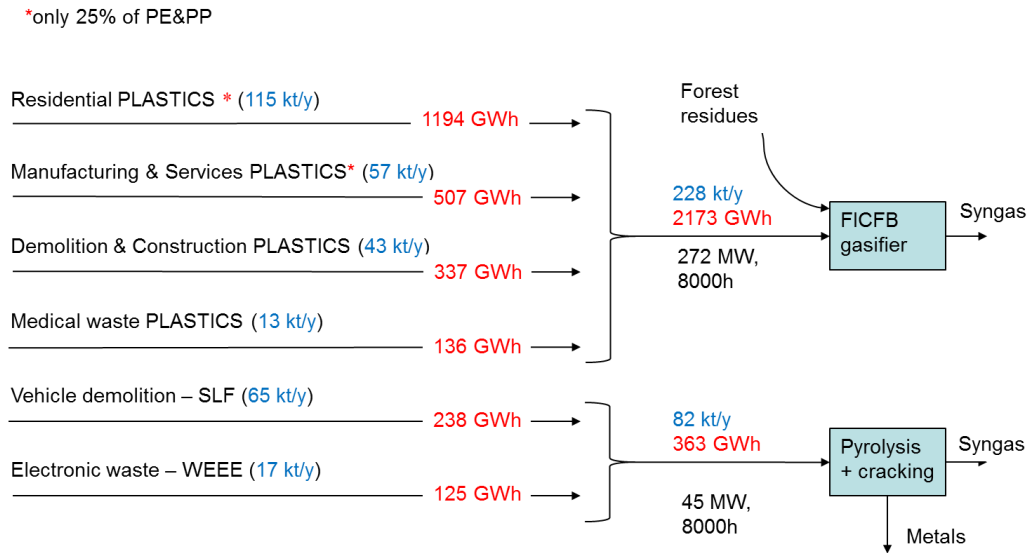 *only 25% of PE&PP
Residential PLASTICS * (115 kt/y)
1194 GWh
Manufacturing & Services PLASTICS* (57 kt/y)
507 GWh
Demolition & Construction PLASTICS (43 kt/y)
337 GWh
Medical waste PLASTICS (13 kt/y)
136 GWh
228 kt/y
2173 GWh
272 MW,
8000h
Forest
residues
FICFB
gasifier
Syngas
Vehicle demolition – SLF (65 kt/y)
238 GWh
Electronic waste – WEEE (17 kt/y)
125 GWh
82 kt/y
363 GWh
45 MW,
8000h
Pyrolysis
+ cracking
Syngas
Metals